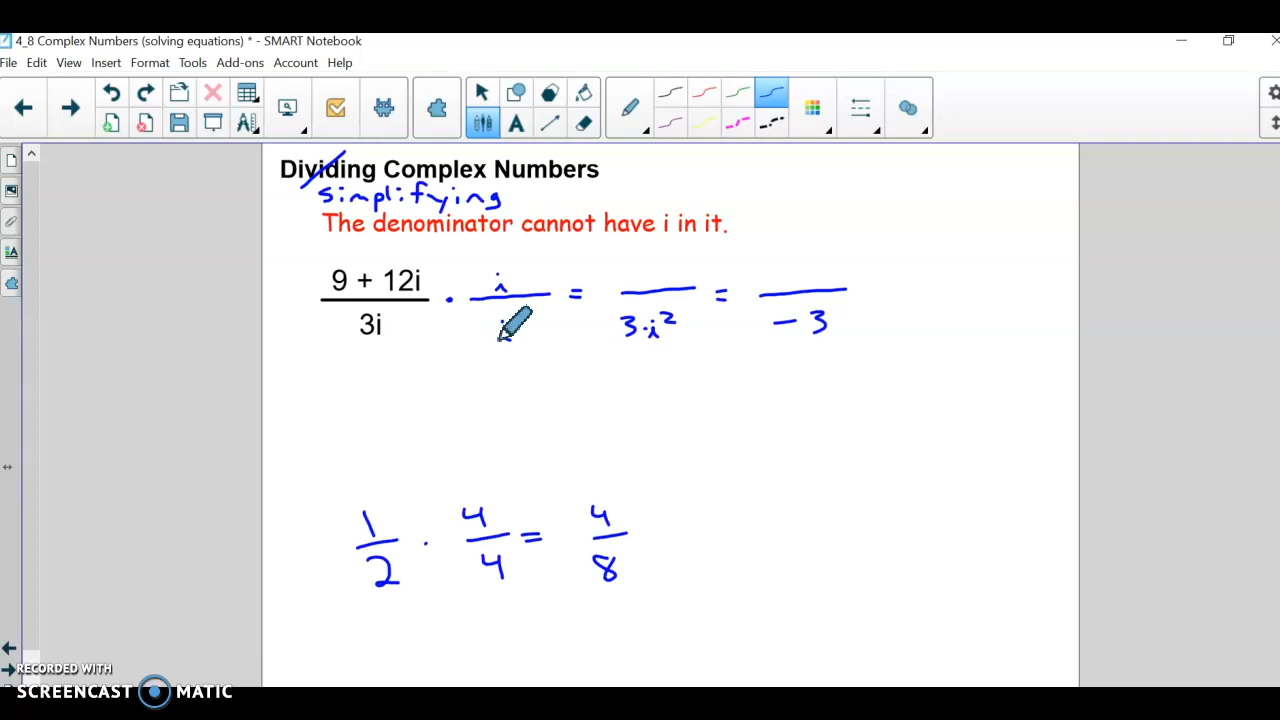 4_8 Complex Numbers (solving equations) * - SMART Notebook
File Edit View Insert Format Tools Add-ons Account Help
Dividing Complex Numbers
simplifying
The denominator cannot have i in it.
9 + 12i / 3i · i / i = / 3·i² = / -3
1/2 · 4/4 = 4/8
RECORDED WITH
SCREENCAST MATIC